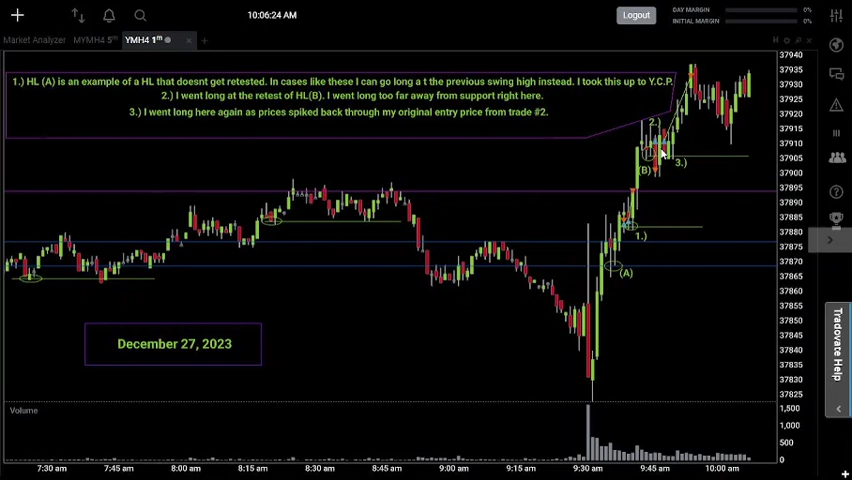 10:06:24 AM
Logout
DAY MARGIN 0%
INITIAL MARGIN 0%
Market Analyzer MYMH4 5m YMH4 1m
H
1.) HL (A) is an example of a HL that doesnt get retested. In cases like these I can go long a t the previous swing high instead. I took this up to Y.C.P.
2.) I went long at the retest of HL(B). I went long too far away from support right here.
3.) I went long here again as prices spiked back through my original entry price from trade #2.
2.)
(B)
3.)
1.)
(A)
December 27, 2023
37940
37935
37930
37925
37920
37915
37910
37905
37900
37895
37890
37885
37880
37875
37870
37865
37860
37855
37850
37845
37840
37835
37830
37825
Tradovate Help
Volume
1,500
1,000
500
0
7:30 am 7:45 am 8:00 am 8:15 am 8:30 am 8:45 am 9:00 am 9:15 am 9:30 am 9:45 am 10:00 am